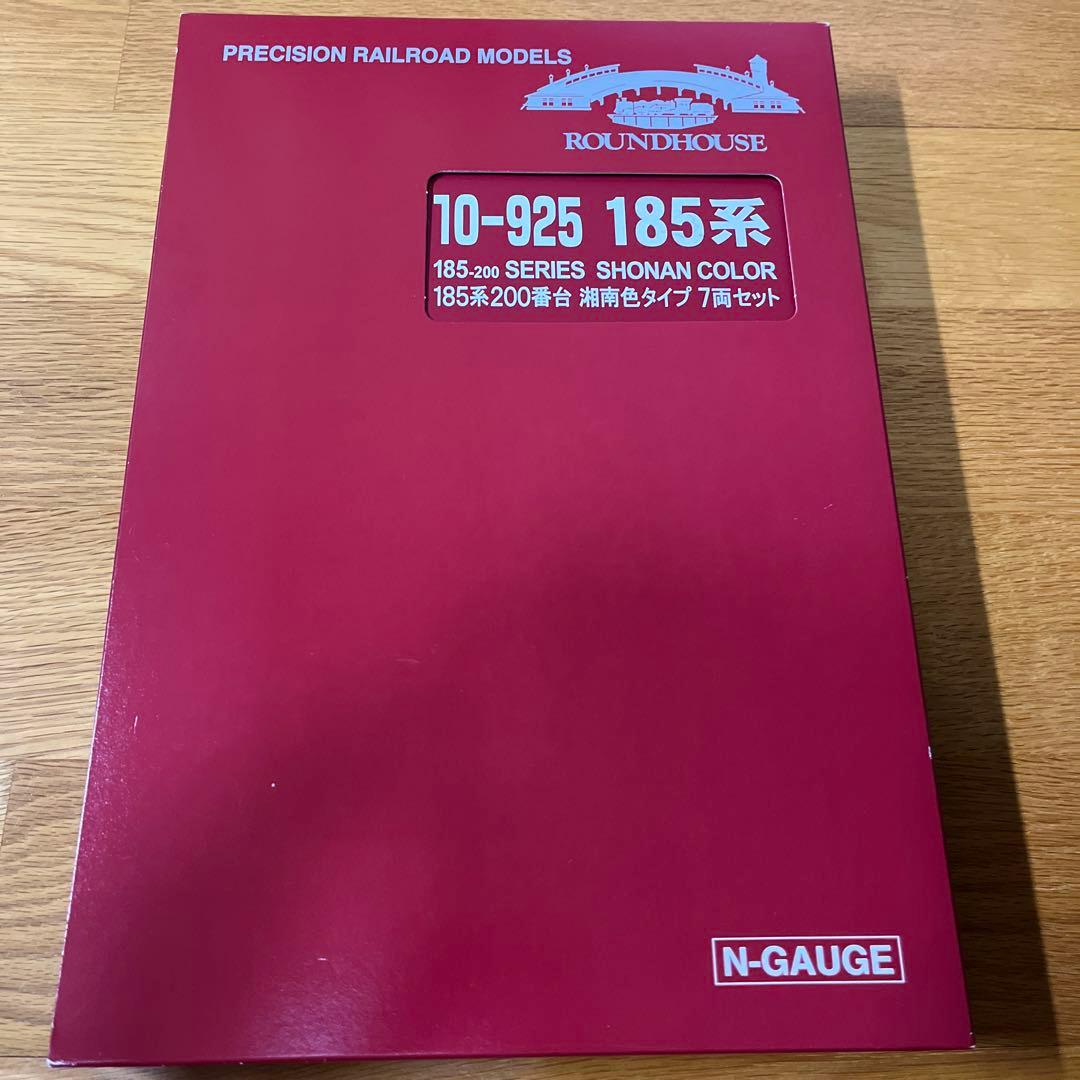 PRECISION RAILROAD MODELS
ROUNDHOUSE
10-925 185系
185-200 SERIES SHONAN COLOR
185系200番台 湘南色タイプ 7両セット
N-GAUGE